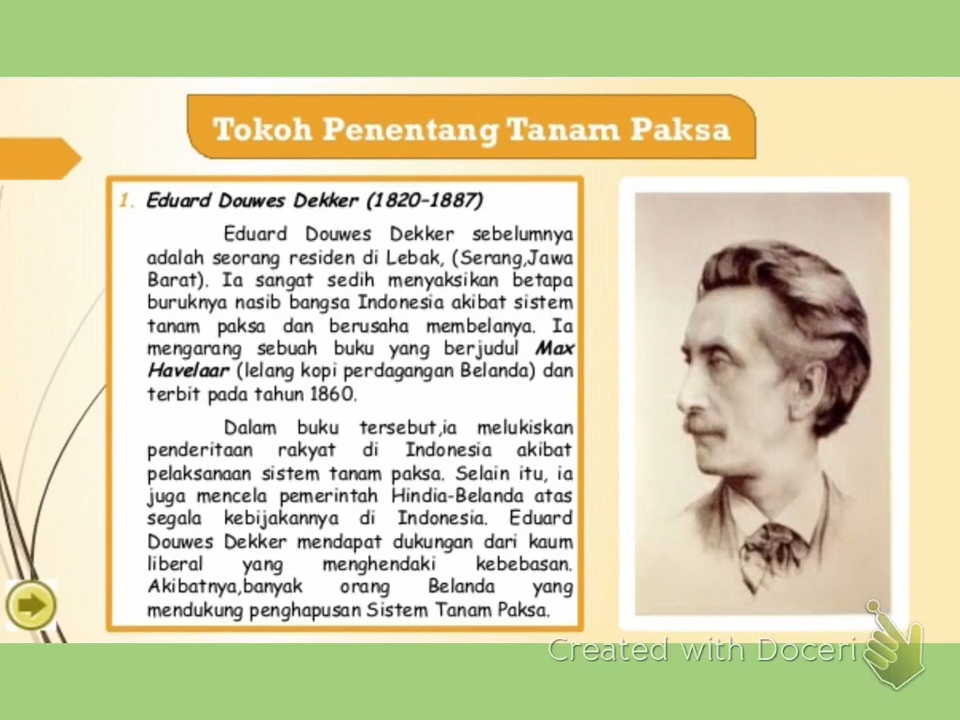 Tokoh Penentang Tanam Paksa
1. Eduard Douwes Dekker (1820-1887)
Eduard Douwes Dekker sebelumnya
adalah seorang residen di Lebak, (Serang,Jawa
Barat). Ia sangat sedih menyaksikan betapa
buruknya nasib bangsa Indonesia akibat sistem
tanam paksa dan berusaha membelanya. Ia
mengarang sebuah buku yang berjudul Max
Havelaar (lelang kopi perdagangan Belanda) dan
terbit pada tahun 1860.
Dalam buku tersebut,ia melukiskan
penderitaan rakyat di Indonesia akibat
pelaksanaan sistem tanam paksa. Selain itu, ia
juga mencela pemerintah Hindia-Belanda atas
segala kebijakannya di Indonesia. Eduard
Douwes Dekker mendapat dukungan dari kaum
liberal yang menghendaki kebebasan.
Akibatnya,banyak orang Belanda yang
mendukung penghapusan Sistem Tanam Paksa.
Created with Doceri